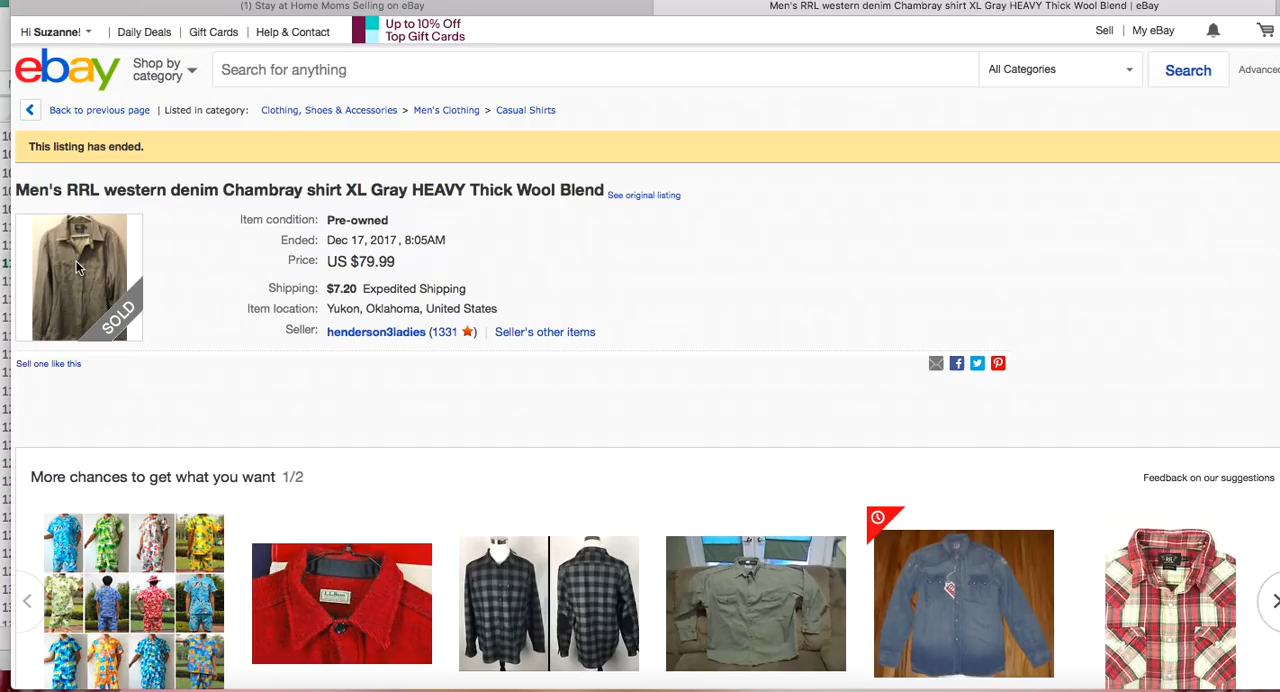 (1) Stay at Home Moms Selling on eBay
Men's RRL western denim Chambray shirt XL Gray HEAVY Thick Wool Blend | eBay
Hi Suzanne! | Daily Deals | Gift Cards | Help & Contact
Up to 10% Off
Top Gift Cards
Sell | My eBay
ebay
Shop by
category
Search for anything
All Categories
Search
Advanced
Back to previous page | Listed in category: Clothing, Shoes & Accessories > Men's Clothing > Casual Shirts
This listing has ended.
Men's RRL western denim Chambray shirt XL Gray HEAVY Thick Wool Blend See original listing
SOLD
Item condition: Pre-owned
Ended: Dec 17, 2017 , 8:05AM
Price: US $79.99
Shipping: $7.20 Expedited Shipping
Item location: Yukon, Oklahoma, United States
Seller: henderson3ladies (1331 ) | Seller's other items
Sell one like this
More chances to get what you want 1/2
Feedback on our suggestions
L.L.Bean